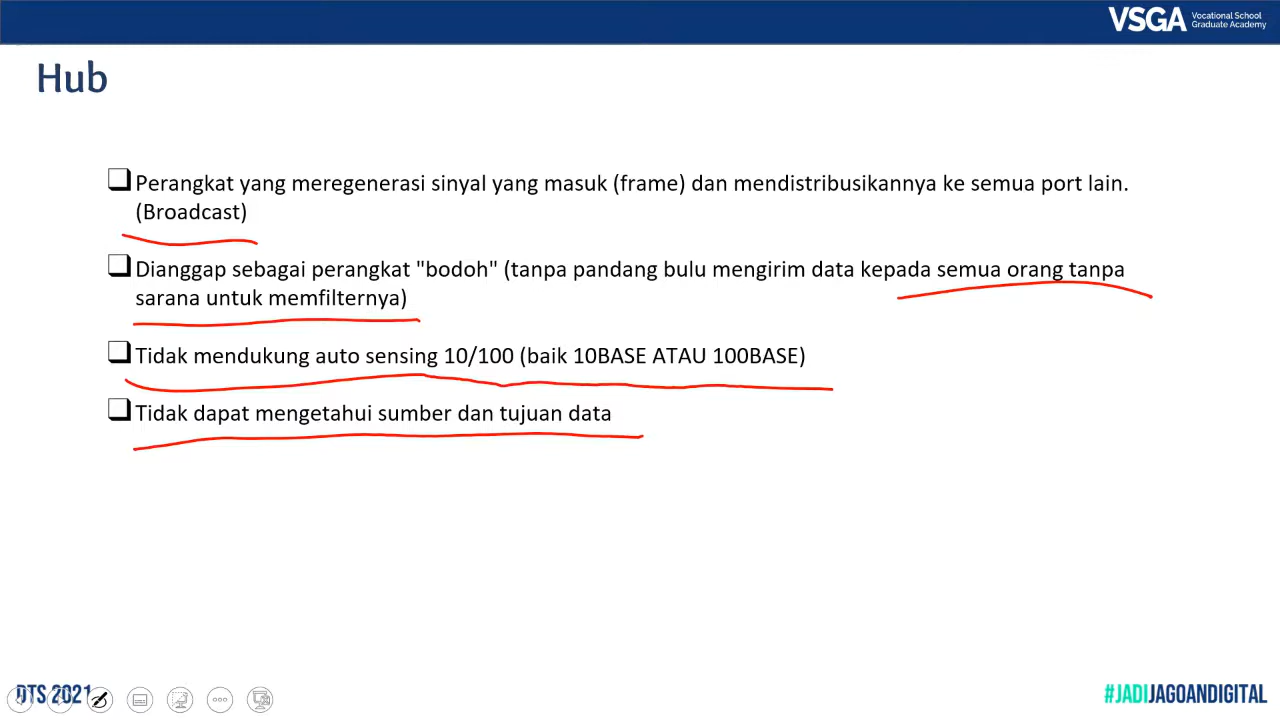 VSGA Vocational School
Graduate Academy
Hub
Perangkat yang meregenerasi sinyal yang masuk (frame) dan mendistribusikannya ke semua port lain.
(Broadcast)
Dianggap sebagai perangkat "bodoh" (tanpa pandang bulu mengirim data kepada semua orang tanpa
sarana untuk memfilternya)
Tidak mendukung auto sensing 10/100 (baik 10BASE ATAU 100BASE)
Tidak dapat mengetahui sumber dan tujuan data
DTS 2021
#JADIJAGOANDIGITAL